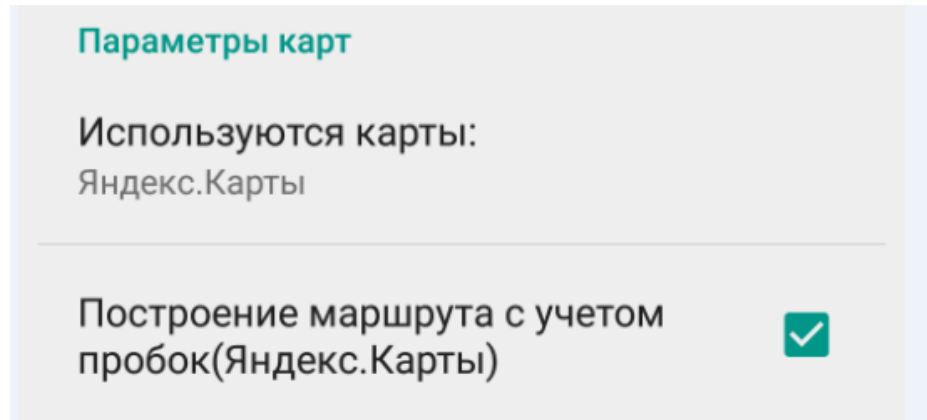 Параметры карт
Используются карты:
Яндекс.Карты
Построение маршрута с учетом
пробок(Яндекс.Карты)